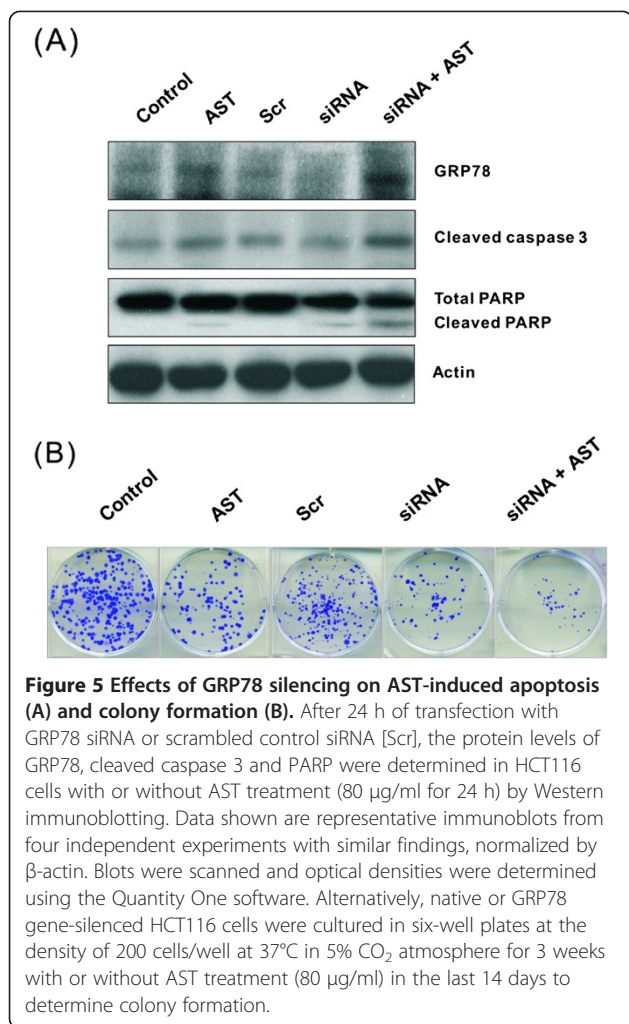 (A)
Control AST Scr siRNA siRNA + AST
GRP78
Cleaved caspase 3
Total PARP
Cleaved PARP
Actin
(B)
Control AST Scr siRNA siRNA + AST
Figure 5 Effects of GRP78 silencing on AST-induced apoptosis
(A) and colony formation (B). After 24 h of transfection with
GRP78 siRNA or scrambled control siRNA [Scr], the protein levels of
GRP78, cleaved caspase 3 and PARP were determined in HCT116
cells with or without AST treatment (80 μg/ml for 24 h) by Western
immunoblotting. Data shown are representative immunoblots from
four independent experiments with similar findings, normalized by
β-actin. Blots were scanned and optical densities were determined
using the Quantity One software. Alternatively, native or GRP78
gene-silenced HCT116 cells were cultured in six-well plates at the
density of 200 cells/well at 37°C in 5% CO₂ atmosphere for 3 weeks
with or without AST treatment (80 μg/ml) in the last 14 days to
determine colony formation.